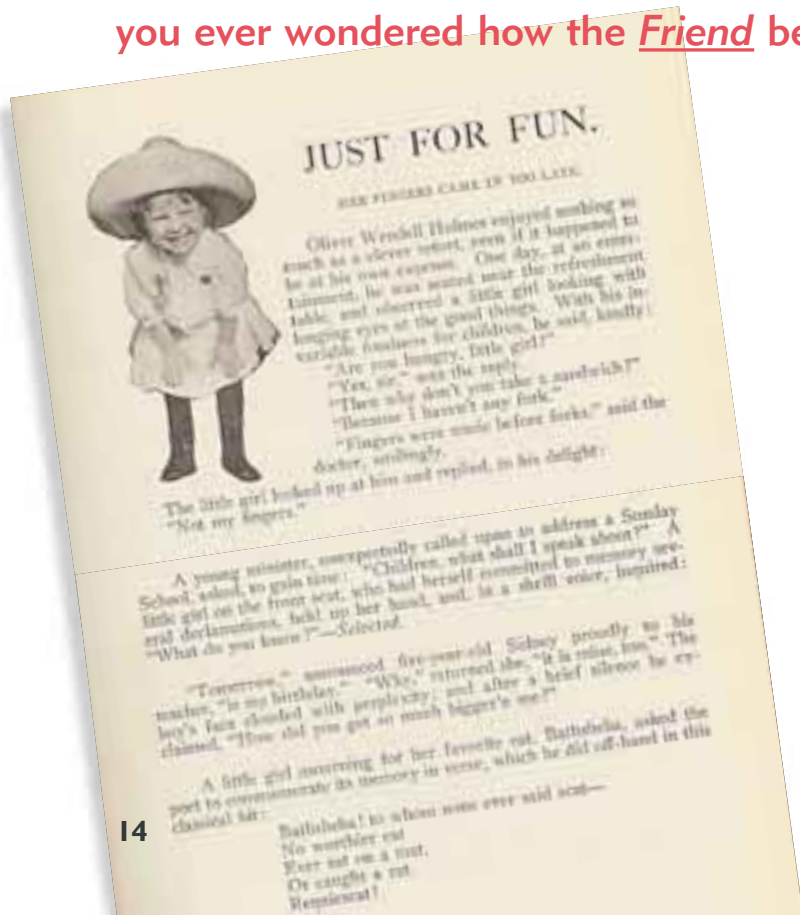 you ever wondered how the Friend be
JUST FOR FUN.
HER FINGERS CAME IN TOO LATE.
Oliver Wendell Holmes enjoyed nothing so
much as a clever retort, even if it happened to
be at his own expense. One day, at an enter-
tainment, he was seated near the refreshment
table, and observed a little girl looking with
longing eyes at the good things. With his in-
variable fondness for children, he said, kindly:
"Are you hungry, little girl?"
"Yes, sir," was the reply.
"Then why don't you take a sandwich?"
"Because I haven't any fork."
"Fingers were made before forks," said the
doctor, smilingly.
The little girl looked up at him and replied, to his delight:
"Not my fingers."
A young minister, unexpectedly called upon to address a Sunday
School, asked, to gain time: "Children, what shall I speak about?" A
little girl on the front seat, who had herself committed to memory sev-
eral declamations, held up her hand, and, in a shrill voice, inquired:
"What do you know?"—Selected.
"Tomorrow," announced five-year-old Sidney proudly to his
teacher, "is my birthday." "Why," returned she, "it is mine, too." The
boy's face clouded with perplexity, and after a brief silence he ex-
claimed, "How did you get so much bigger'n me?"
A little girl mourning for her favorite cat, Bathsheba, asked the
poet to commemorate its memory in verse, which he did off-hand in this
classical bit:
Bathsheba! to whom none ever said scat—
No worthier cat
Ever sat on a mat,
Or caught a rat
Requiescat!
14